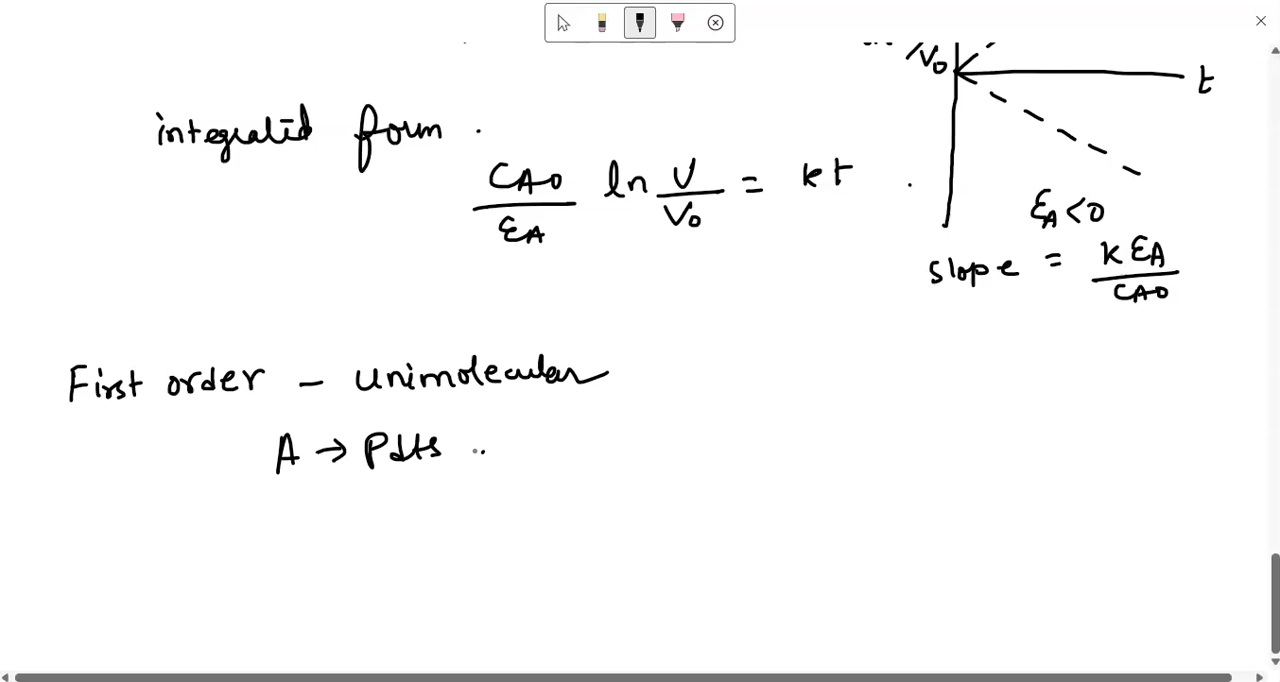 /V0
t
integrated form .
CA0/εA ln V/V0 = kt .
εA < 0
slope = kεA/CA0
First order – Unimolecular
A → Pdts ..